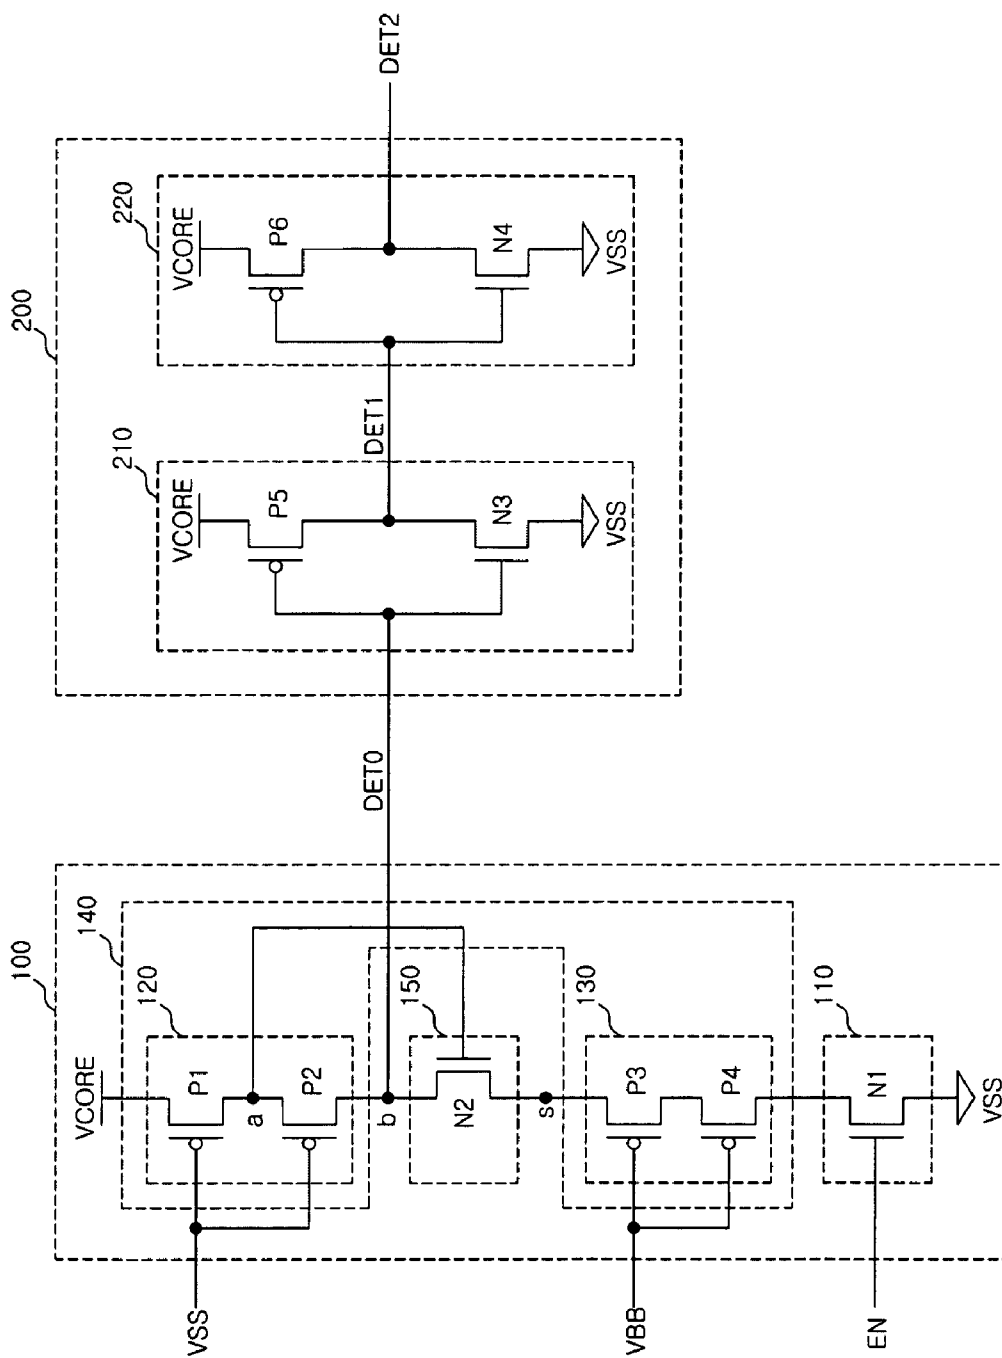 100
140
120
VCORE
P1
a
P2
b
150
N2
s
130
P3
P4
110
N1
VSS
VSS
VBB
EN
DET0
200
210
VCORE
P5
N3
VSS
DET1
220
VCORE
P6
N4
VSS
DET2